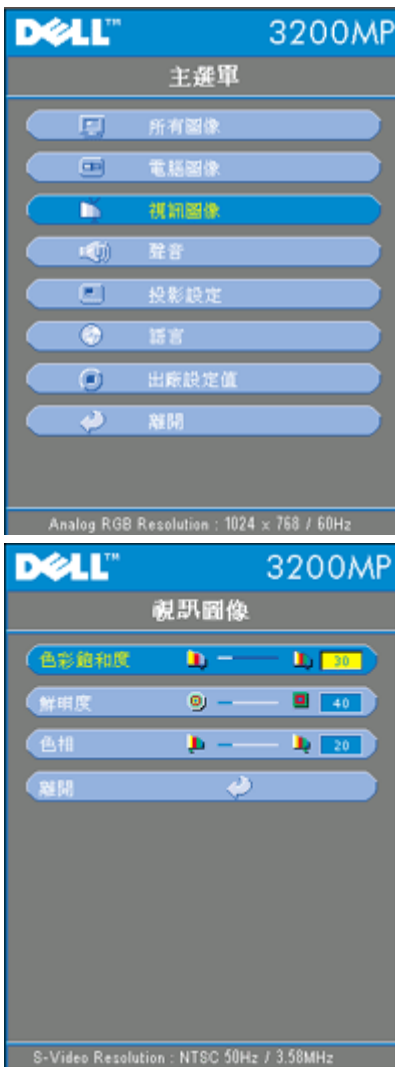 DELL™ 3200MP
主選單
所有圖像
電腦圖像
視訊圖像
聲音
投影設定
語言
出廠設定值
離開
Analog RGB Resolution : 1024 x 768 / 60Hz
DELL™ 3200MP
視訊圖像
色彩飽和度 30
鮮明度 40
色相 20
離開
S-Video Resolution : NTSC 50Hz / 3.58MHz